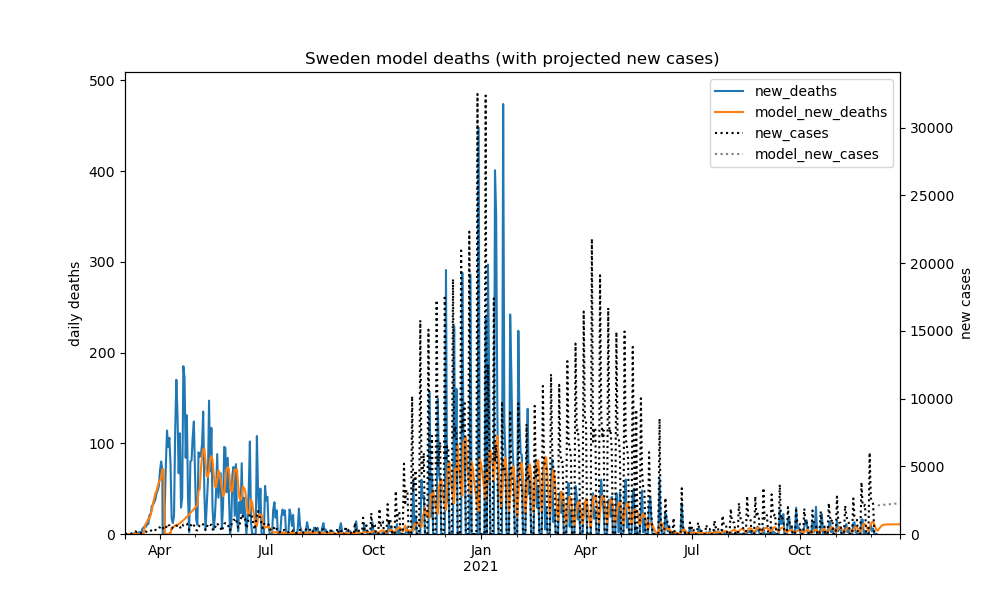 Sweden model deaths (with projected new cases)
500
400
300
200
100
0
daily deaths
30000
25000
20000
15000
10000
5000
0
new cases
new_deaths
model_new_deaths
new_cases
model_new_cases
Apr Jul Oct Jan Apr Jul Oct
2021